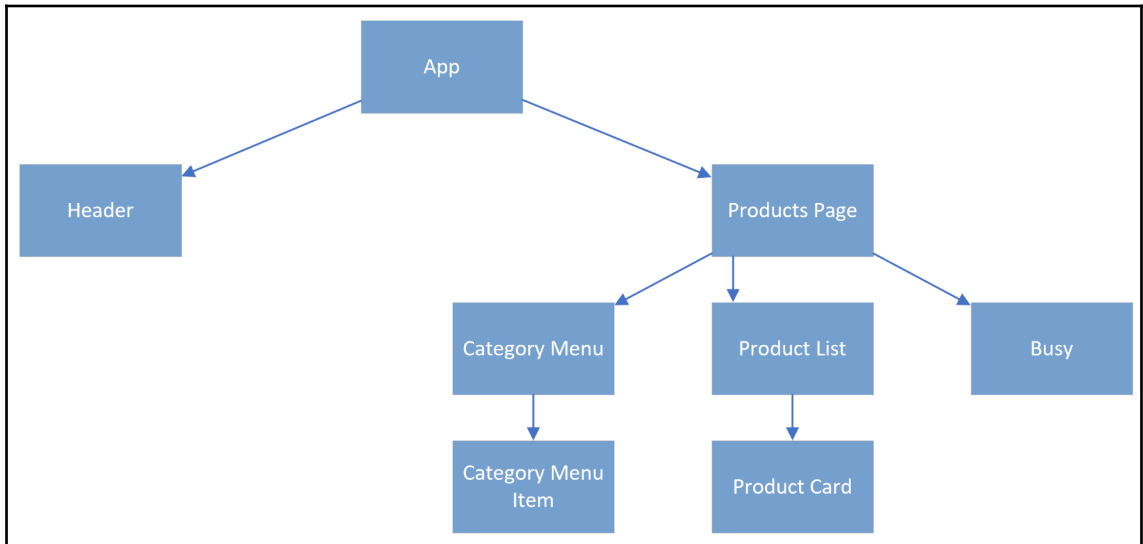 App
Header
Products Page
Category Menu
Product List
Busy
Category Menu
Item
Product Card